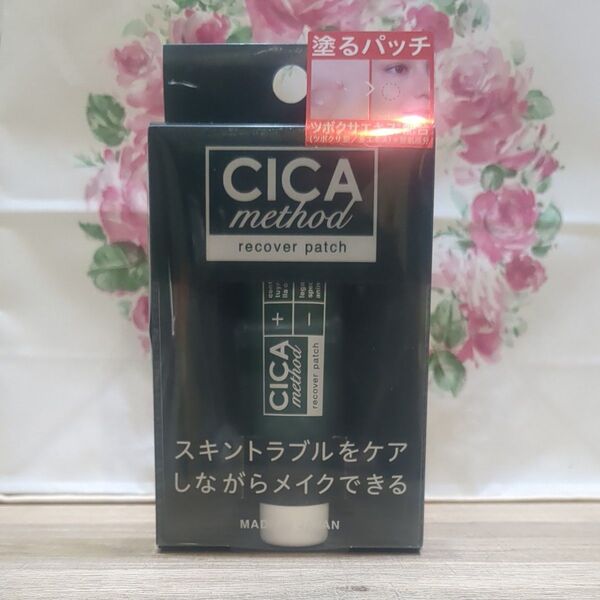 塗るパッチ
CICA
method
recover patch
+ -
CICA
method
recover patch
スキントラブルをケア
しながらメイクできる